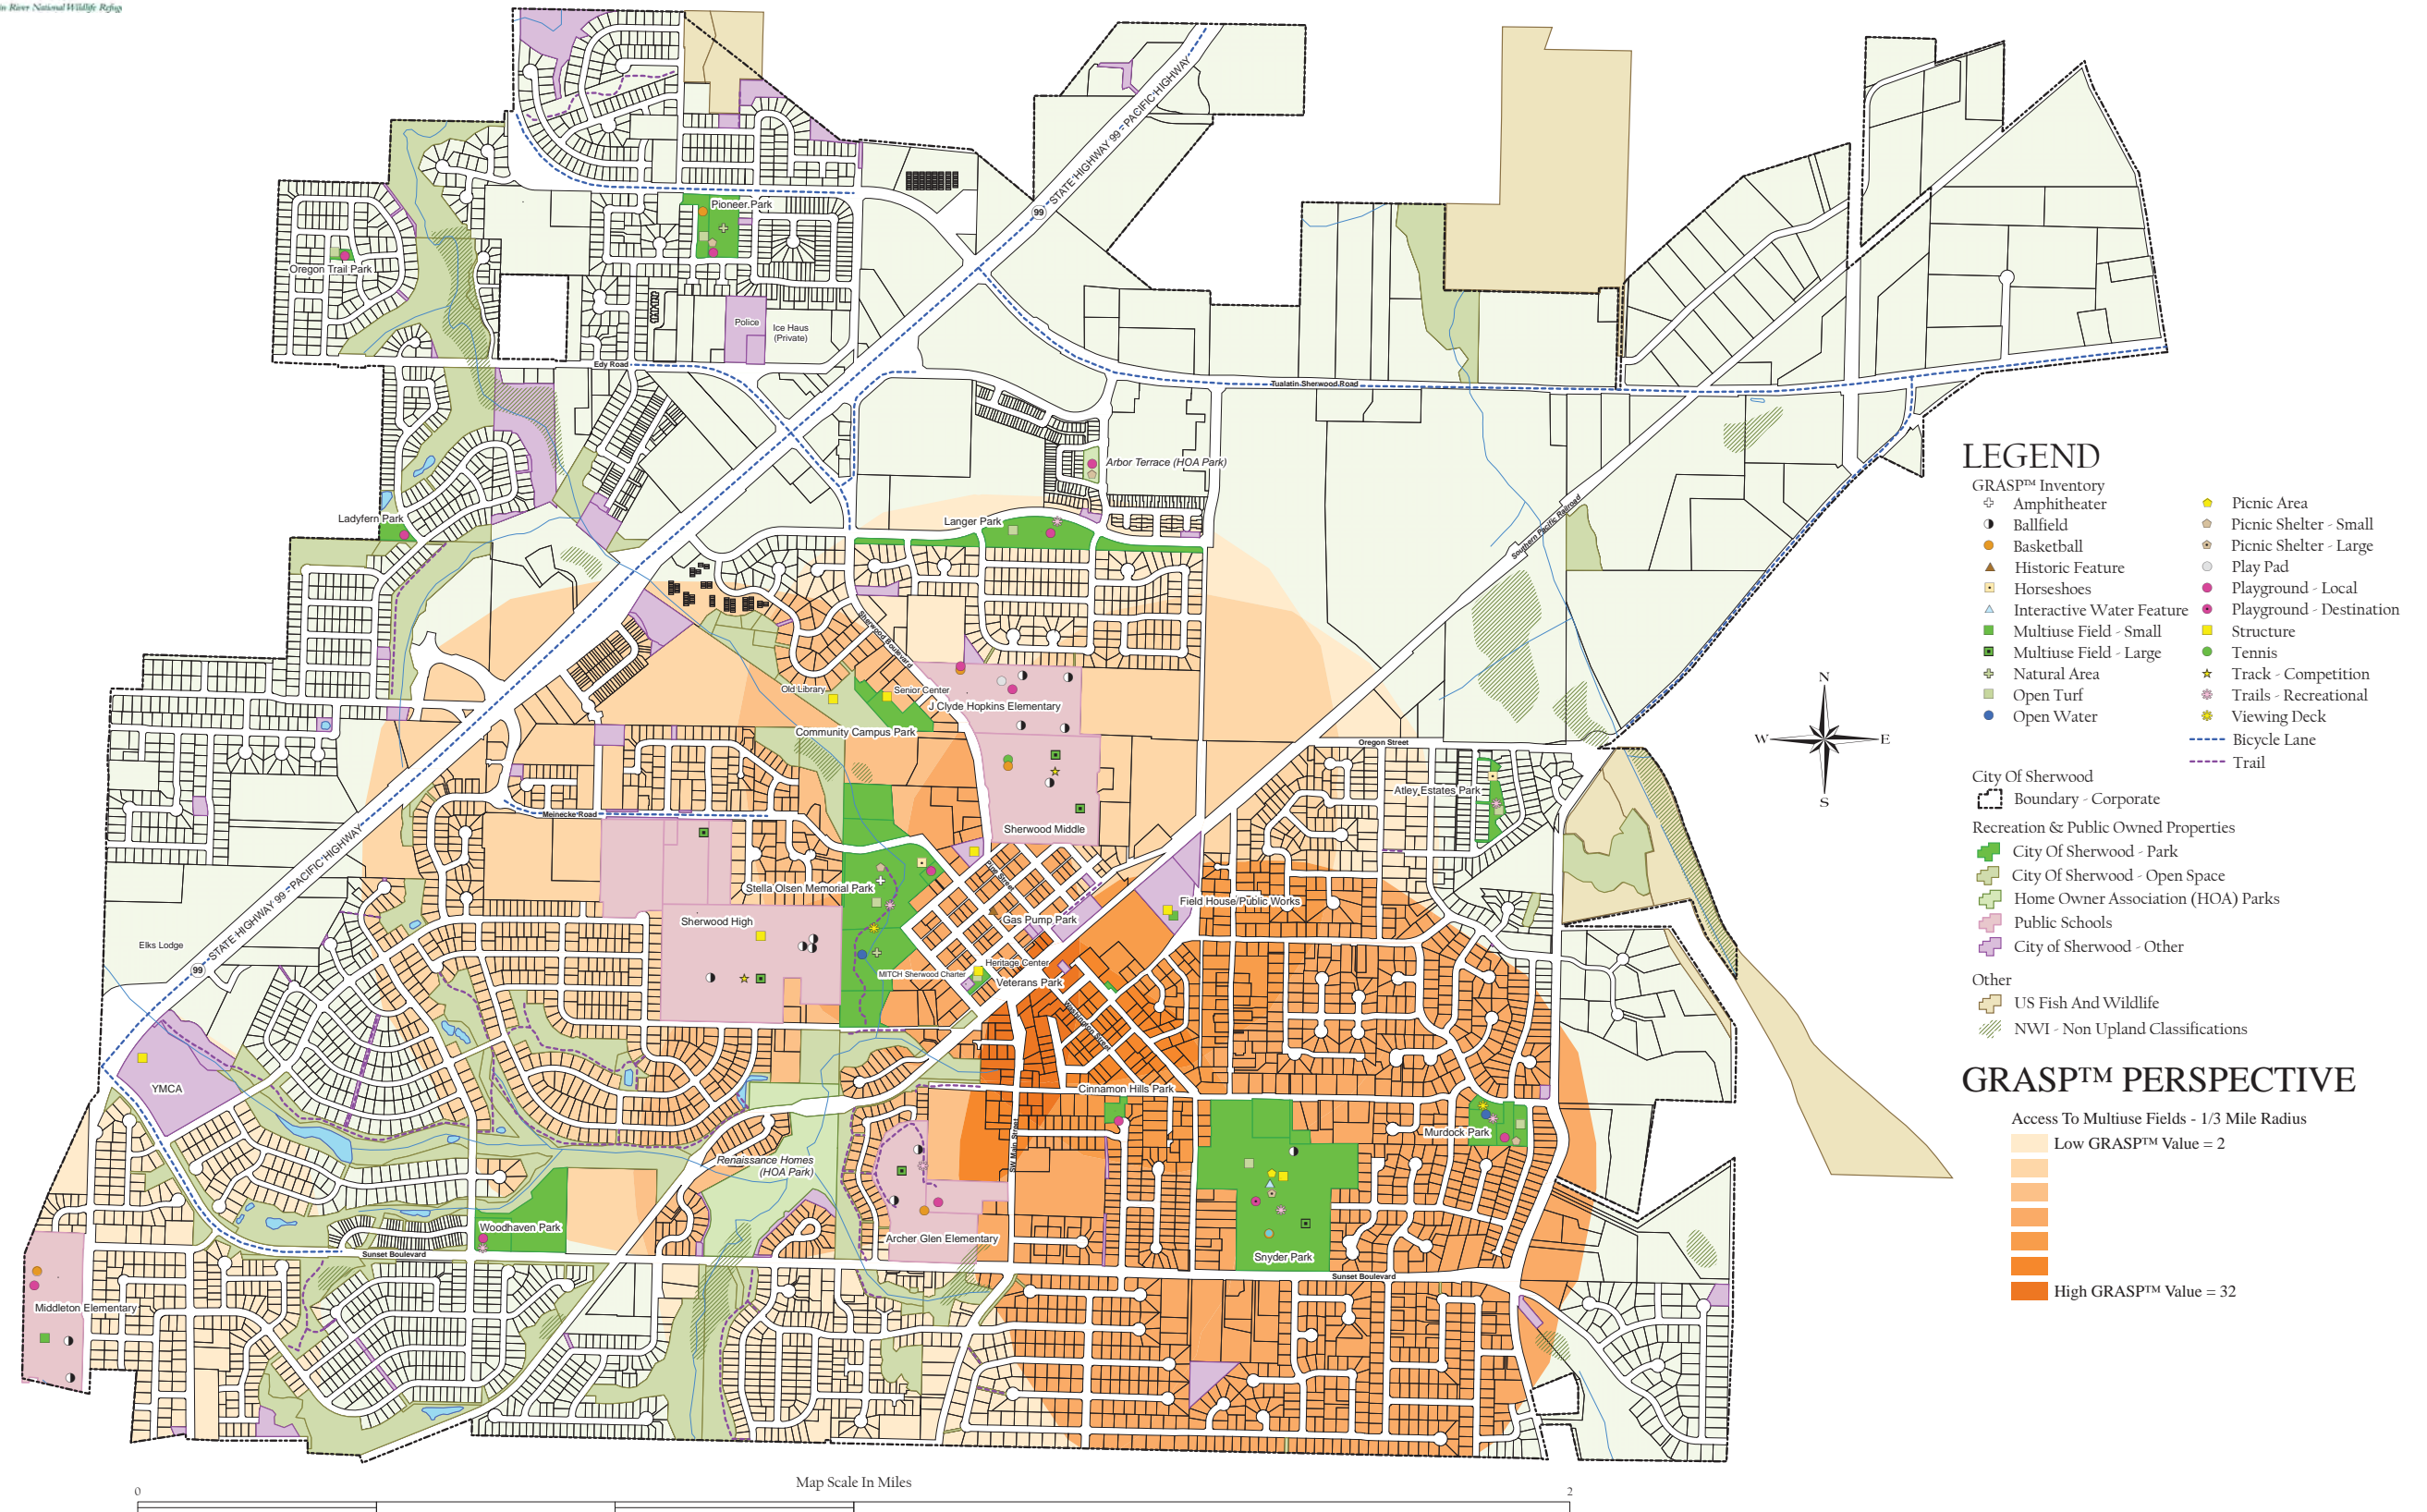 in River National Wildlife Refug
STATE HIGHWAY 99 - PACIFIC HIGHWAY
99
Pioneer Park
Oregon Trail Park
Police
Ice Haus
(Private)
Edy Road
Tualatin Sherwood Road
Arbor Terrace (HOA Park)
Ladyfern Park
Langer Park
Southern Pacific Railroad
Sherwood Boulevard
Old Library
Senior Center
J Clyde Hopkins Elementary
Community Campus Park
Oregon Street
Atley Estates Park
Meinecke Road
Sherwood Middle
Pine Street
Stella Olsen Memorial Park
Sherwood High
Field House/Public Works
Gas Pump Park
Elks Lodge
STATE HIGHWAY 99 - PACIFIC HIGHWAY
99
Heritage Center
MITCH Sherwood Charter
Veterans Park
Washington Street
YMCA
Cinnamon Hills Park
Murdock Park
SW Main Street
Renaissance Homes
(HOA Park)
Woodhaven Park
Archer Glen Elementary
Sunset Boulevard
Snyder Park
Sunset Boulevard
Middleton Elementary
N
W
E
S
LEGEND
GRASP™ Inventory
Amphitheater
Ballfield
Basketball
Historic Feature
Horseshoes
Interactive Water Feature
Multiuse Field - Small
Multiuse Field - Large
Natural Area
Open Turf
Open Water
Picnic Area
Picnic Shelter - Small
Picnic Shelter - Large
Play Pad
Playground - Local
Playground - Destination
Structure
Tennis
Track - Competition
Trails - Recreational
Viewing Deck
Bicycle Lane
Trail
City Of Sherwood
Boundary - Corporate
Recreation & Public Owned Properties
City Of Sherwood - Park
City Of Sherwood - Open Space
Home Owner Association (HOA) Parks
Public Schools
City of Sherwood - Other
Other
US Fish And Wildlife
NWI - Non Upland Classifications
GRASP™ PERSPECTIVE
Access To Multiuse Fields - 1/3 Mile Radius
Low GRASP™ Value = 2
High GRASP™ Value = 32
Map Scale In Miles
0
2